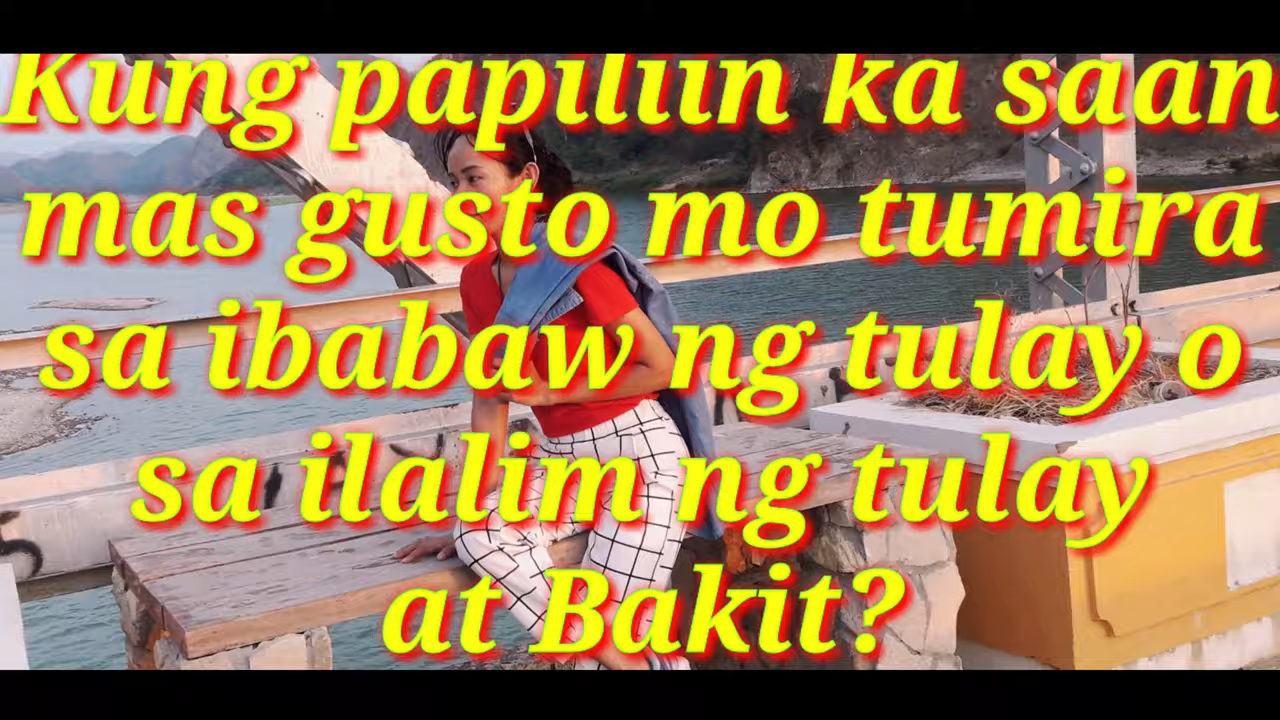 Kung papiliin ka saan
mas gusto mo tumira
sa ibabaw ng tulay o
sa ilalim ng tulay
at Bakit?